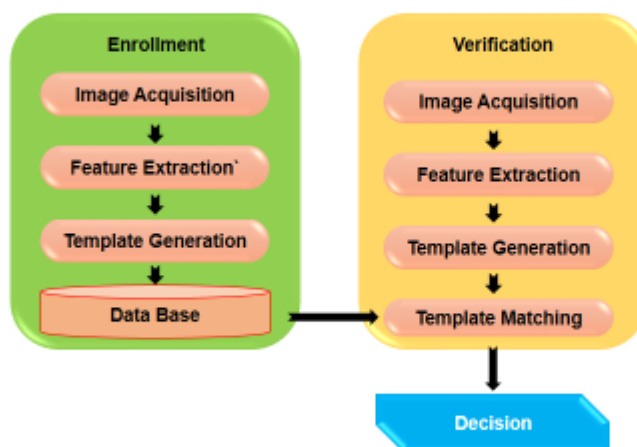 Enrollment
Image Acquisition
Feature Extraction`
Template Generation
Data Base
Verification
Image Acquisition
Feature Extraction
Template Generation
Template Matching
Decision